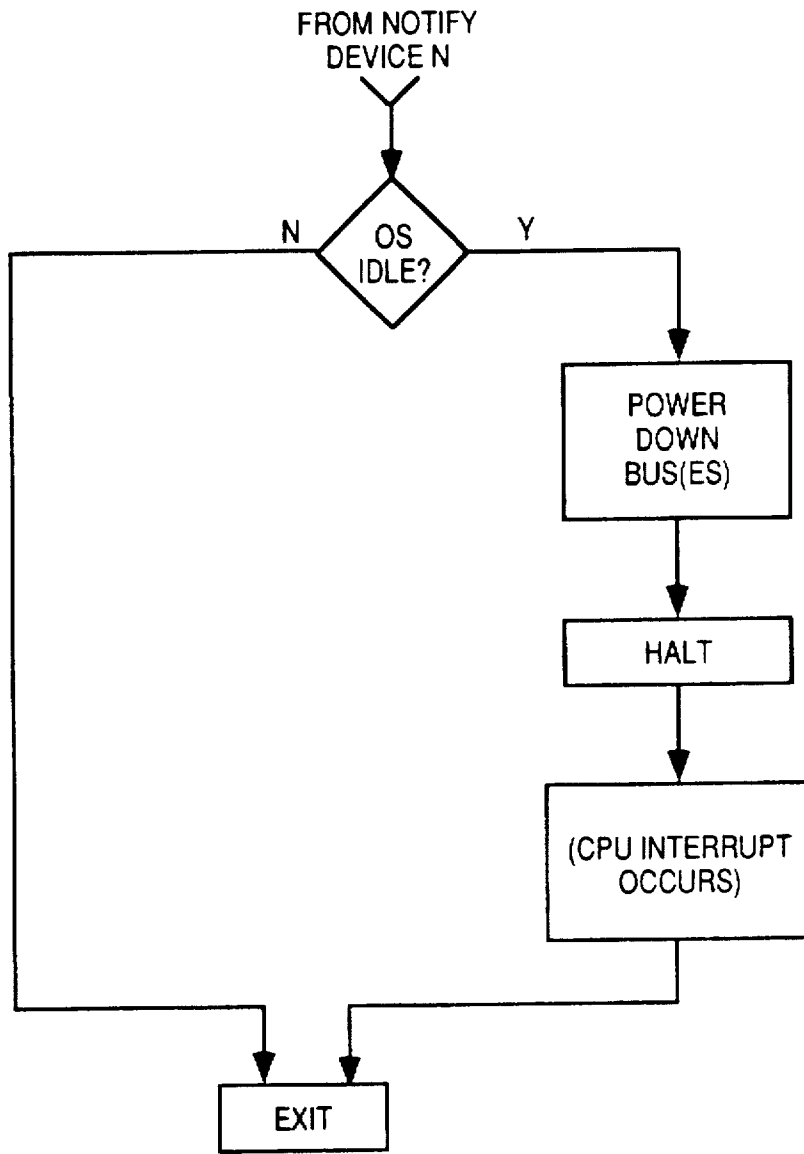 FROM NOTIFY
DEVICE N
N
OS
IDLE?
Y
POWER
DOWN
BUS(ES)
HALT
(CPU INTERRUPT
OCCURS)
EXIT